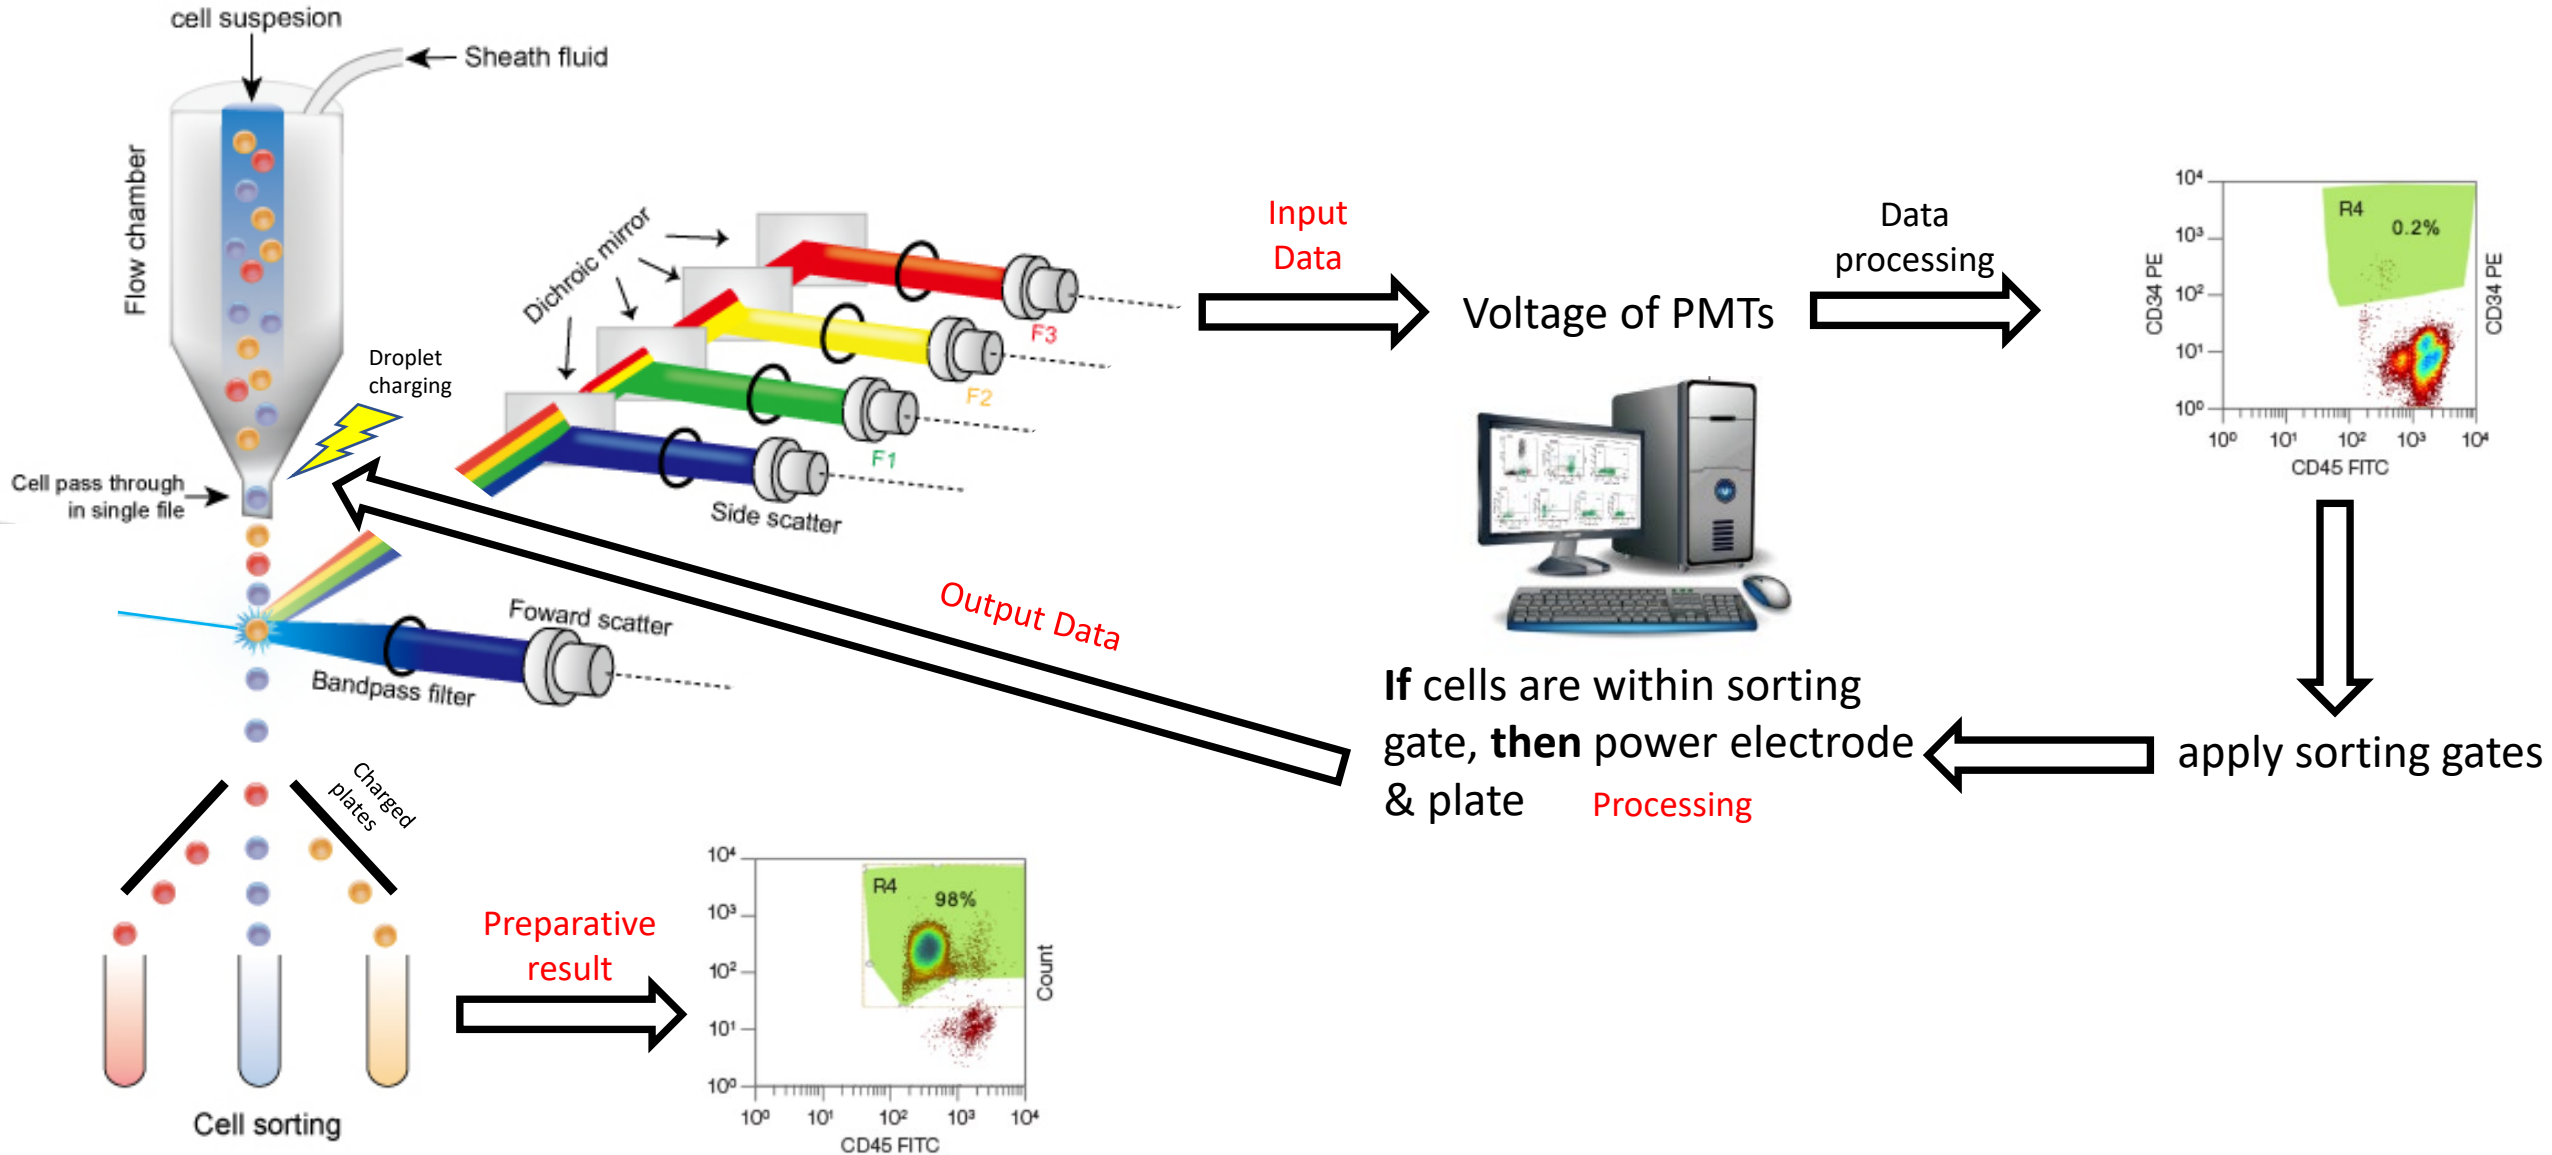 cell suspesion
Sheath fluid
Flow chamber
Droplet
charging
Cell pass through
in single file
Dichroic mirror
F3
F2
F1
Side scatter
Foward scatter
Bandpass filter
Charged
plates
Cell sorting
Input
Data
Voltage of PMTs
Data
processing
10⁴
10³
10²
10¹
10⁰
R4
0.2%
CD34 PE
CD34 PE
10⁰ 10¹ 10² 10³ 10⁴
CD45 FITC
apply sorting gates
If cells are within sorting
gate, then power electrode
& plate
Processing
Output Data
Preparative
result
10⁴
10³
10²
10¹
10⁰
R4
98%
Count
10⁰ 10¹ 10² 10³ 10⁴
CD45 FITC